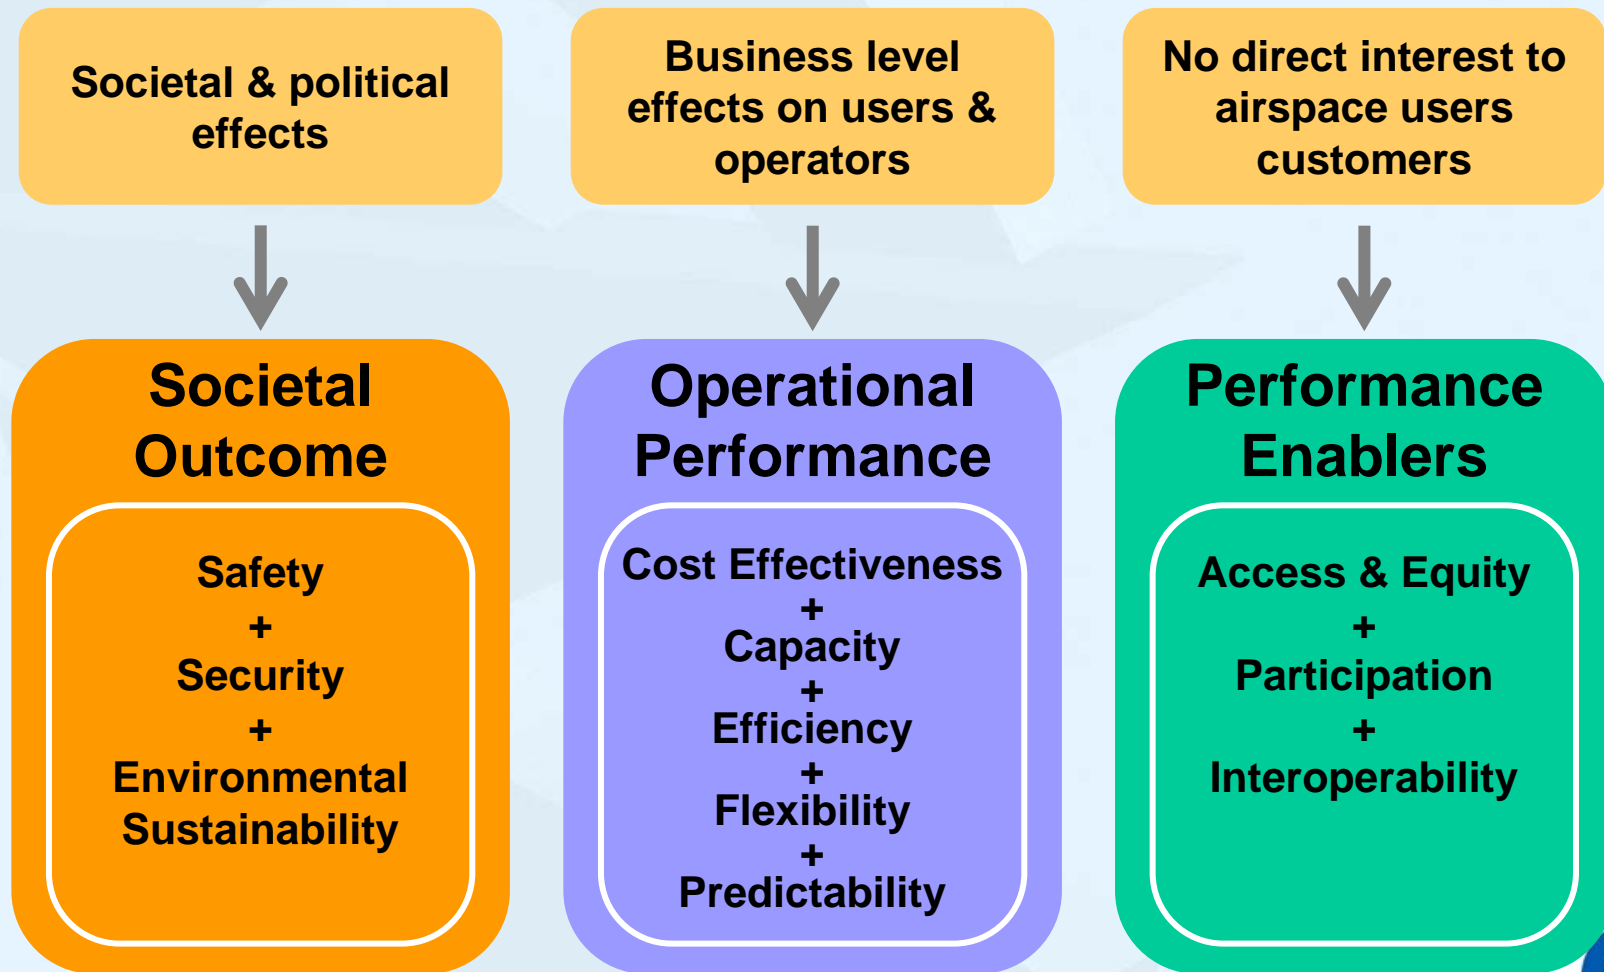 Societal & political
effects
Business level
effects on users &
operators
No direct interest to
airspace users
customers
Societal
Outcome
Safety
+
Security
+
Environmental
Sustainability
Operational
Performance
Cost Effectiveness
+
Capacity
+
Efficiency
+
Flexibility
+
Predictability
Performance
Enablers
Access & Equity
+
Participation
+
Interoperability